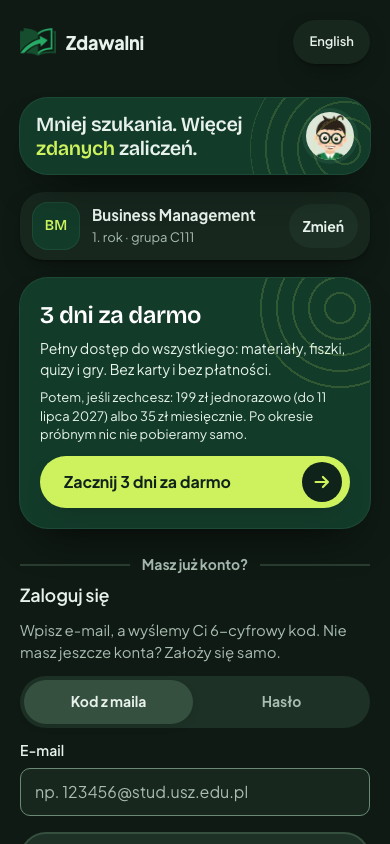 Zdawalni
English
Mniej szukania. Więcej
zdanych zaliczeń.
BM
Business Management
1. rok · grupa C111
Zmień
3 dni za darmo
Pełny dostęp do wszystkiego: materiały, fiszki,
quizy i gry. Bez karty i bez płatności.
Potem, jeśli zechcesz: 199 zł jednorazowo (do 11
lipca 2027) albo 35 zł miesięcznie. Po okresie
próbnym nic nie pobieramy samo.
Zacznij 3 dni za darmo
Masz już konto?
Zaloguj się
Wpisz e-mail, a wyślemy Ci 6-cyfrowy kod. Nie
masz jeszcze konta? Założy się samo.
Kod z maila
Hasło
E-mail
np. 123456@stud.usz.edu.pl